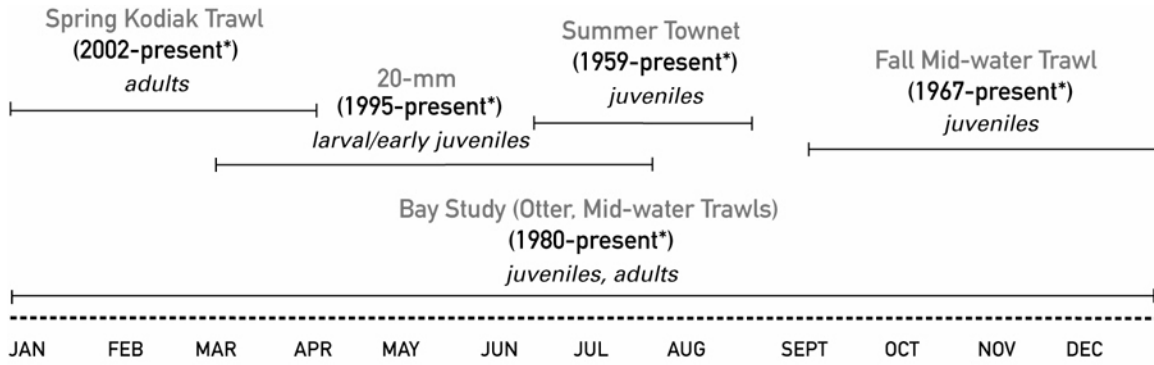 Spring Kodiak Trawl
(2002-present*)
adults
20-mm
(1995-present*)
larval/early juveniles
Summer Townet
(1959-present*)
juveniles
Fall Mid-water Trawl
(1967-present*)
juveniles
Bay Study (Otter, Mid-water Trawls)
(1980-present*)
juveniles, adults
JAN FEB MAR APR MAY JUN JUL AUG SEPT OCT NOV DEC